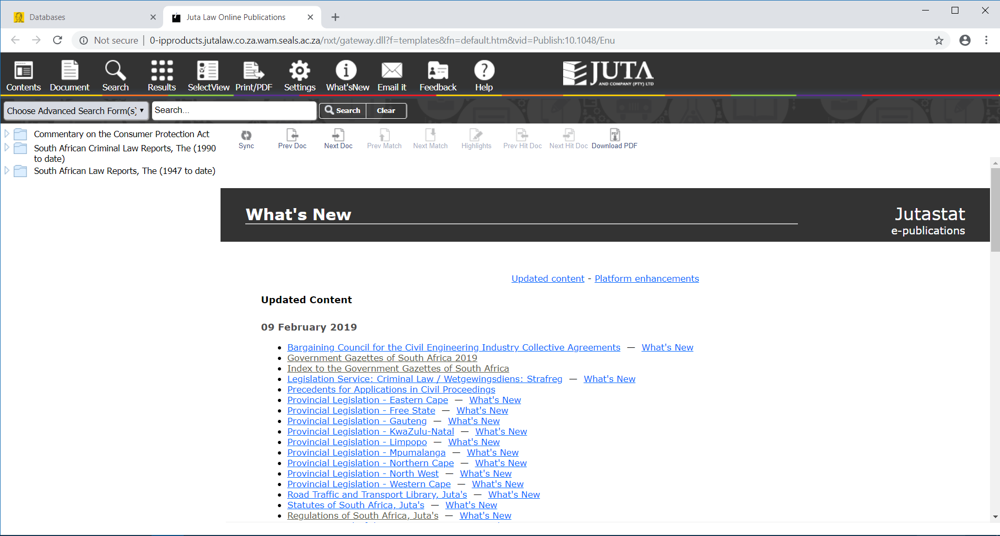 Databases
Juta Law Online Publications
Not secure | 0-ipproducts.jutalaw.co.za.wam.seals.ac.za/nxt/gateway.dll?f=templates&fn=default.htm&vid=Publish:10.1048/Enu
Contents Document Search Results SelectView Print/PDF Settings What'sNew Email it Feedback Help
JUTA
AND COMPANY (PTY) LTD
Choose Advanced Search Form(s) Search... Search Clear
Commentary on the Consumer Protection Act
South African Criminal Law Reports, The (1990
to date)
South African Law Reports, The (1947 to date)
Sync Prev Doc Next Doc Prev Match Next Match Highlights Prev Hit Doc Next Hit Doc Download PDF
What's New
Jutastat
e-publications
Updated content - Platform enhancements
Updated Content
09 February 2019
Bargaining Council for the Civil Engineering Industry Collective Agreements — What's New
Government Gazettes of South Africa 2019
Index to the Government Gazettes of South Africa
Legislation Service: Criminal Law / Wetgewingsdiens: Strafreg — What's New
Precedents for Applications in Civil Proceedings
Provincial Legislation - Eastern Cape — What's New
Provincial Legislation - Free State — What's New
Provincial Legislation - Gauteng — What's New
Provincial Legislation - KwaZulu-Natal — What's New
Provincial Legislation - Limpopo — What's New
Provincial Legislation - Mpumalanga — What's New
Provincial Legislation - Northern Cape — What's New
Provincial Legislation - North West — What's New
Provincial Legislation - Western Cape — What's New
Road Traffic and Transport Library, Juta's — What's New
Statutes of South Africa, Juta's — What's New
Regulations of South Africa, Juta's — What's New